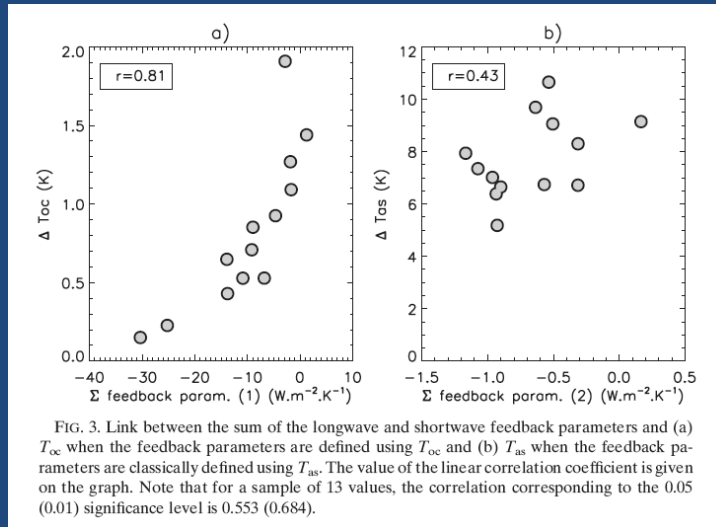 a)
b)
2.0
1.5
1.0
0.5
0.0
Δ Toc (K)
r=0.81
−40 −30 −20 −10 0 10
Σ feedback param. (1) (W.m⁻².K⁻¹)
12
10
8
6
4
2
0
Δ Tas (K)
r=0.43
−1.5 −1.0 −0.5 0.0 0.5
Σ feedback param. (2) (W.m⁻².K⁻¹)
FIG. 3. Link between the sum of the longwave and shortwave feedback parameters and (a)
Toc when the feedback parameters are defined using Toc and (b) Tas when the feedback pa-
rameters are classically defined using Tas. The value of the linear correlation coefficient is given
on the graph. Note that for a sample of 13 values, the correlation corresponding to the 0.05
(0.01) significance level is 0.553 (0.684).